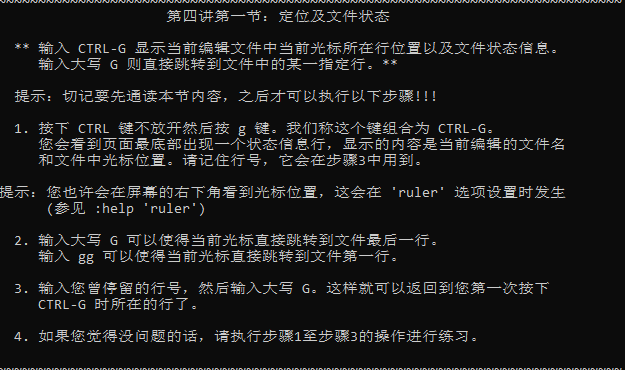 ~~~~~~~~~~~~~~~~~~~~~~~~~~~~~~~~~~~~~~~~~~~~~~~~~~~~~~~~~~~~~~~~~~~~~~~~~~~~~~
第四讲第一节：定位及文件状态
** 输入 CTRL-G 显示当前编辑文件中当前光标所在行位置以及文件状态信息。
输入大写 G 则直接跳转到文件中的某一指定行。**
提示：切记要先通读本节内容，之后才可以执行以下步骤!!!
1. 按下 CTRL 键不放开然后按 g 键。我们称这个键组合为 CTRL-G。
您会看到页面最底部出现一个状态信息行，显示的内容是当前编辑的文件名
和文件中光标位置。请记住行号，它会在步骤3中用到。
提示：您也许会在屏幕的右下角看到光标位置，这会在 'ruler' 选项设置时发生
(参见 :help 'ruler')
2. 输入大写 G 可以使得当前光标直接跳转到文件最后一行。
输入 gg 可以使得当前光标直接跳转到文件第一行。
3. 输入您曾停留的行号，然后输入大写 G。这样就可以返回到您第一次按下
CTRL-G 时所在的行了。
4. 如果您觉得没问题的话，请执行步骤1至步骤3的操作进行练习。
~~~~~~~~~~~~~~~~~~~~~~~~~~~~~~~~~~~~~~~~~~~~~~~~~~~~~~~~~~~~~~~~~~~~~~~~~~~~~~